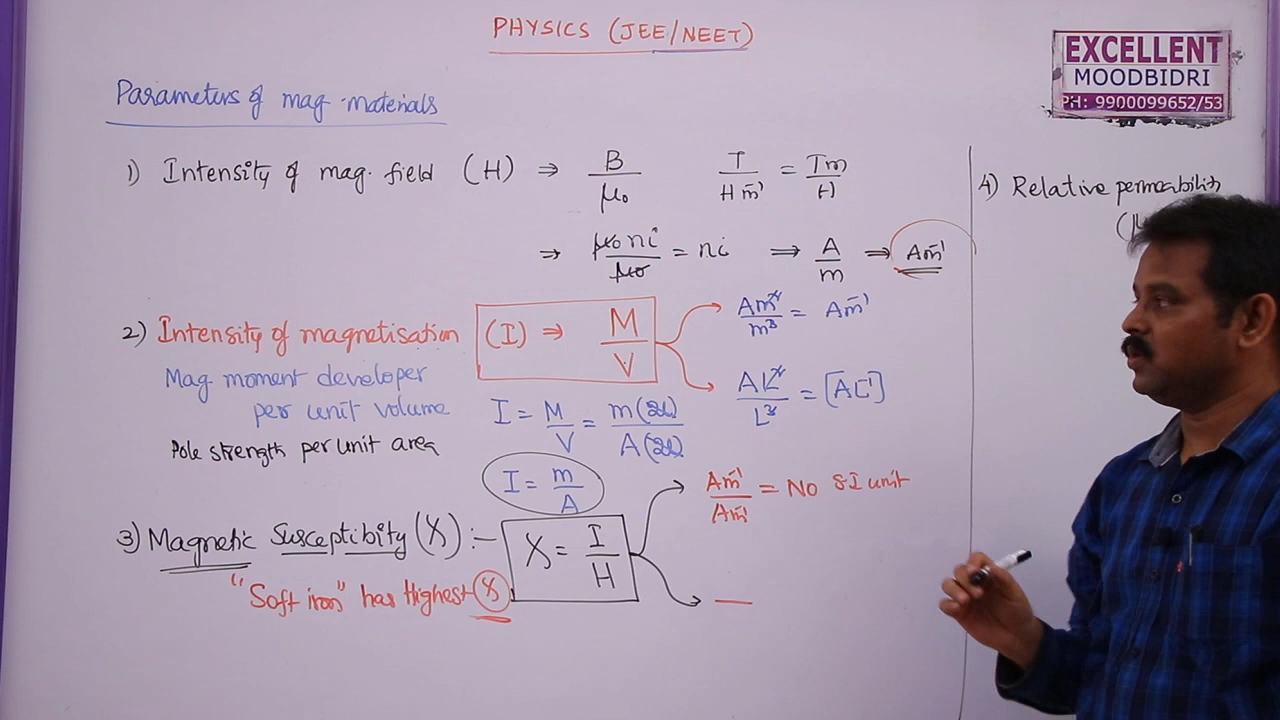 PHYSICS (JEE/NEET)
EXCELLENT
MOODBIDRI
PH: 9900099652/53
Parameters of mag. materials
1) Intensity of mag. field (H) ⇒ B/μ₀ T/Hm⁻¹ = Tm/H
⇒ μ₀ni/μ₀ = ni ⇒ A/m ⇒ Am⁻¹
2) Intensity of magnetisation (I) ⇒ M/V
Am²/m³ = Am⁻¹
AL²/L³ = [AL⁻¹]
Mag moment developer
per unit volume
Pole strength per unit area
I = M/V = m(2l)/A(2l)
I = m/A
3) Magnetic Susceptibity (χ) :- χ = I/H
Am⁻¹/Am⁻¹ = No SI unit
—
"Soft iron" has Highest χ
4) Relative permeability
(μ